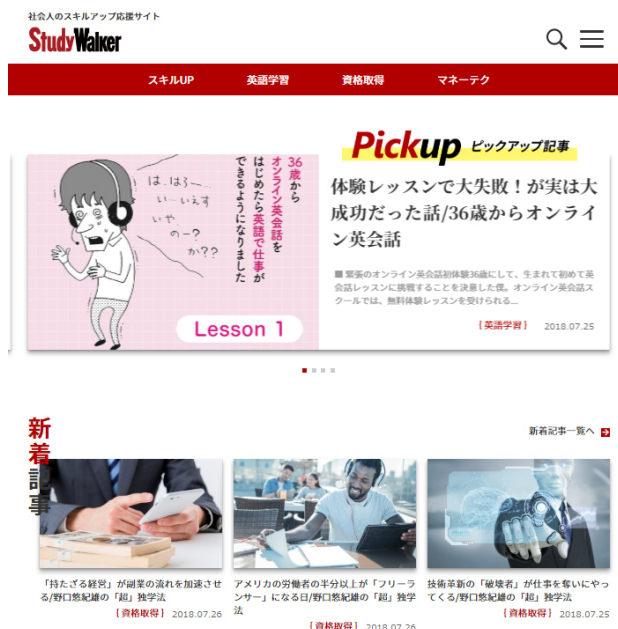 社会人のスキルアップ応援サイト
StudyWalker
スキルUP 英語学習 資格取得 マネーテク
Pickup ピックアップ記事
36歳から
オンライン英会話を
はじめたら英語で仕事が
できるようになりました
は、はろー
い…いえす
いや
のー?
か??
Lesson 1
体験レッスンで大失敗!が実は大
成功だった話/36歳からオンライ
ン英会話
■ 緊張のオンライン英会話初体験36歳にして、生まれて初めて英
会話レッスンに挑戦することを決意した僕。オンライン英会話ス
クールでは、無料体験レッスンを受けられる...
[英語学習] 2018.07.25
新着記事
新着記事一覧へ
「持たざる経営」が副業の流れを加速させ
る/野口悠紀雄の「超」独学法
[資格取得] 2018.07.26
アメリカの労働者の半分以上が「フリーラ
ンサー」になる日/野口悠紀雄の「超」独学
法
[資格取得] 2018.07.26
技術革新の「破壊者」が仕事を奪いにやっ
てくる/野口悠紀雄の「超」独学法
[資格取得] 2018.07.25